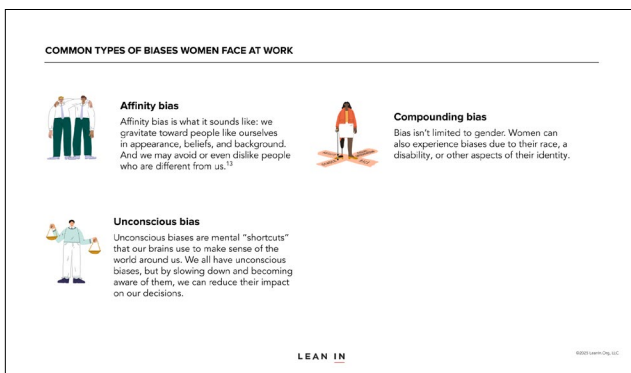 COMMON TYPES OF BIASES WOMEN FACE AT WORK
Affinity bias
Affinity bias is what it sounds like: we
gravitate toward people like ourselves
in appearance, beliefs, and background.
And we may avoid or even dislike people
who are different from us.13
Compounding bias
Bias isn't limited to gender. Women can
also experience biases due to their race, a
disability, or other aspects of their identity.
Unconscious bias
Unconscious biases are mental "shortcuts"
that our brains use to make sense of the
world around us. We all have unconscious
biases, but by slowing down and becoming
aware of them, we can reduce their impact
on our decisions.
LEAN IN
LeanIn.Org, LLC